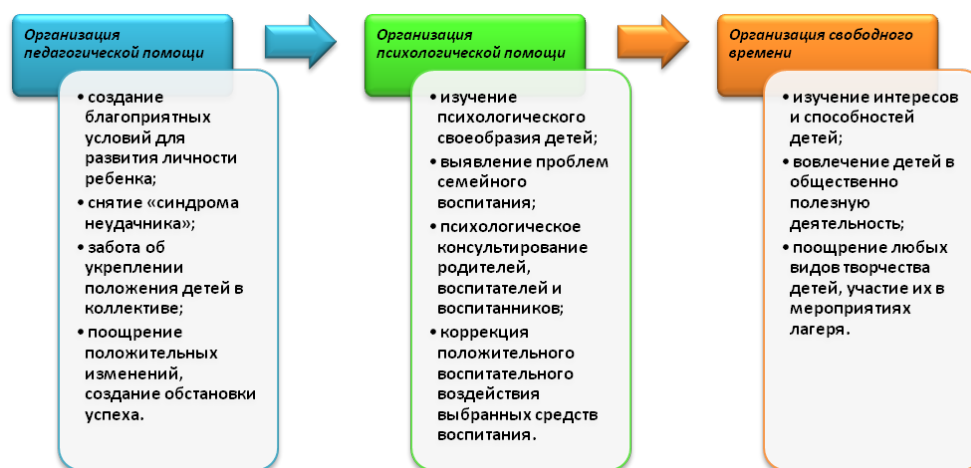 Организация
педагогической помощи
• создание
благоприятных
условий для
развития личности
ребенка;
• снятие «синдрома
неудачника»;
• забота об
укреплении
положения детей в
коллективе;
• поощрение
положительных
изменений,
создание обстановки
успеха.
Организация
психологической помощи
• изучение
психологического
своеобразия детей;
• выявление проблем
семейного
воспитания;
• психологическое
консультирование
родителей,
воспитателей и
воспитанников;
• коррекция
положительного
воспитательного
воздействия
выбранных средств
воспитания.
Организация свободного
времени
• изучение интересов
и способностей
детей;
• вовлечение детей в
общественно
полезную
деятельность;
• поощрение любых
видов творчества
детей, участие их в
мероприятиях
лагеря.